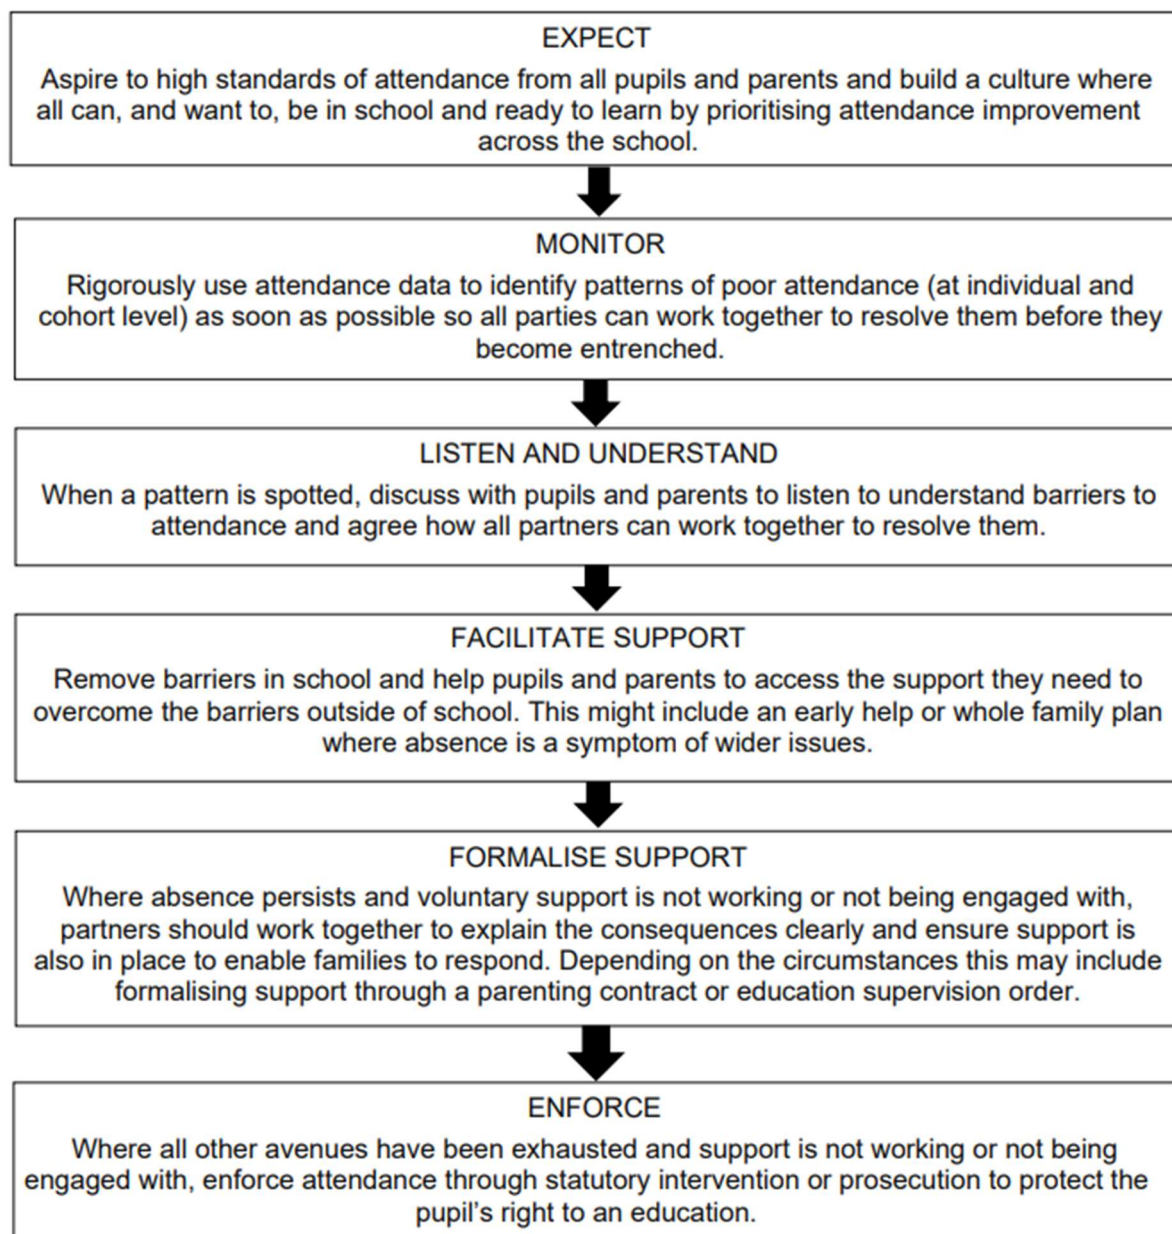 EXPECT
Aspire to high standards of attendance from all pupils and parents and build a culture where
all can, and want to, be in school and ready to learn by prioritising attendance improvement
across the school.
MONITOR
Rigorously use attendance data to identify patterns of poor attendance (at individual and
cohort level) as soon as possible so all parties can work together to resolve them before they
become entrenched.
LISTEN AND UNDERSTAND
When a pattern is spotted, discuss with pupils and parents to listen to understand barriers to
attendance and agree how all partners can work together to resolve them.
FACILITATE SUPPORT
Remove barriers in school and help pupils and parents to access the support they need to
overcome the barriers outside of school. This might include an early help or whole family plan
where absence is a symptom of wider issues.
FORMALISE SUPPORT
Where absence persists and voluntary support is not working or not being engaged with,
partners should work together to explain the consequences clearly and ensure support is
also in place to enable families to respond. Depending on the circumstances this may include
formalising support through a parenting contract or education supervision order.
ENFORCE
Where all other avenues have been exhausted and support is not working or not being
engaged with, enforce attendance through statutory intervention or prosecution to protect the
pupil's right to an education.